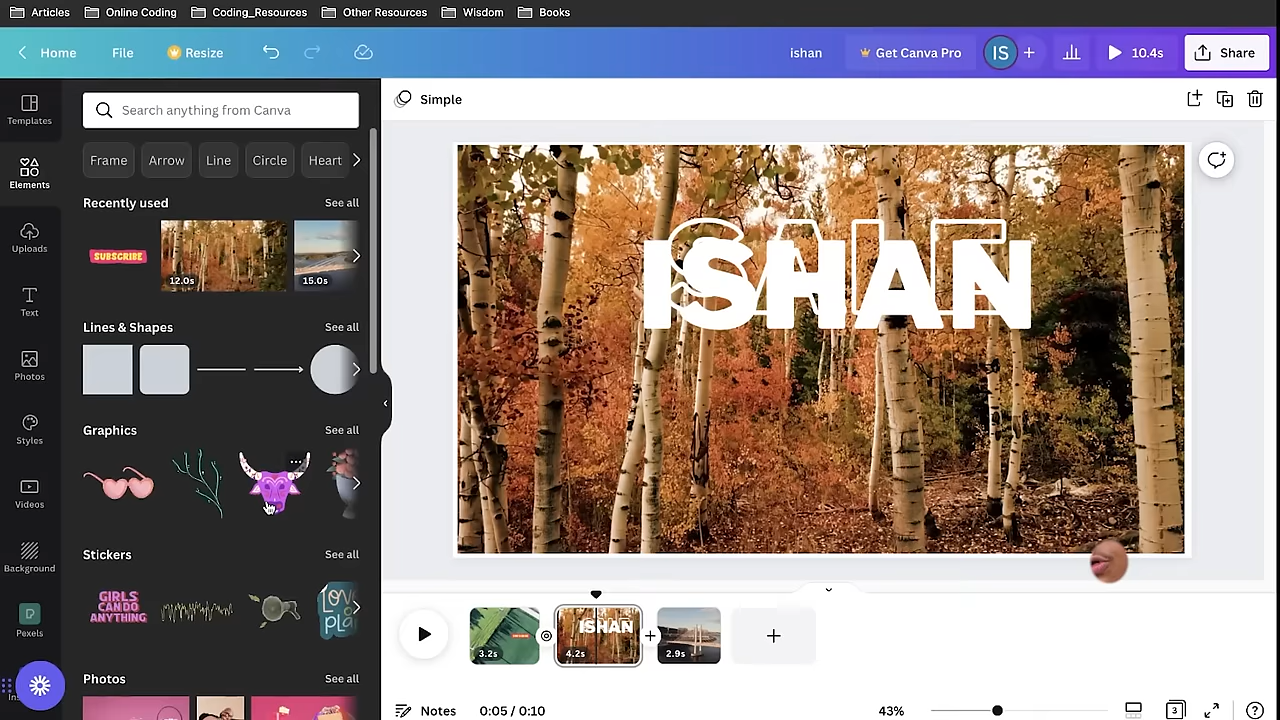 Articles
Online Coding
Coding_Resources
Other Resources
Wisdom
Books
Home
File
Resize
ishan
Get Canva Pro
IS
10.4s
Share
Templates
Elements
Uploads
Text
Photos
Styles
Videos
Background
Pexels
Search anything from Canva
Frame
Arrow
Line
Circle
Heart
Recently used
See all
SUBSCRIBE
12.0s
15.0s
Lines & Shapes
See all
Graphics
See all
Stickers
See all
GIRLS
CAN DO
ANYTHING
Photos
See all
Simple
SALE
ISHAN
3.2s
ISHAN
4.2s
2.9s
Notes
0:05 / 0:10
43%
3